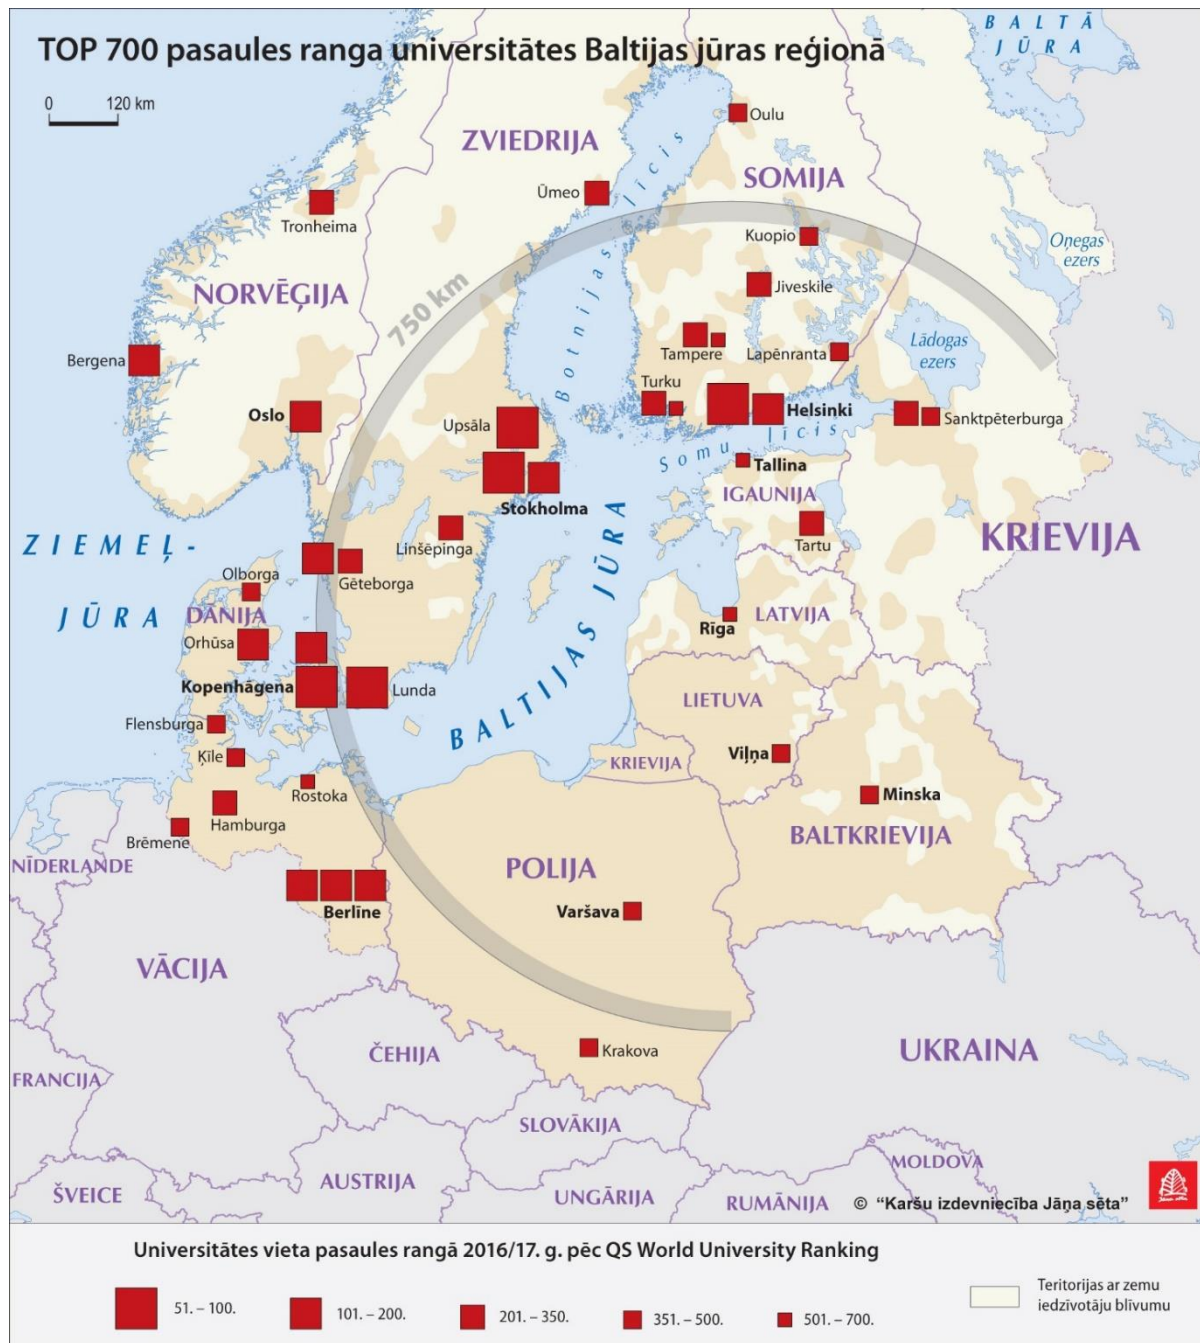 TOP 700 pasaules ranga universitātes Baltijas jūras reģionā
0 120 km
BALTĀ
JŪRA
ZVIEDRIJA
Oulu
SOMIJA
Ūmeo
Tronheima
Botnijas līcis
Kuopio
Oņegas
ezers
NORVĒĢIJA
750 km
Jiveskile
Bergena
Tampere
Lapēnranta
Lādogas
ezers
Oslo
Turku
Helsinki
Upsāla
Sanktpēterburga
Somu līcis
Tallina
Stokholma
IGAUNIJA
Linšēpinga
Tartu
KRIEVIJA
ZIEMEĻ-
JŪRA
Gēteborga
Olborga
DĀNIJA
Orhūsa
BALTIJAS JŪRA
Rīga
LATVIJA
Kopenhāgena
Lunda
LIETUVA
Flensburga
Ķīle
Viļņa
KRIEVIJA
Rostoka
Minska
Hamburga
Brēmene
BALTKRIEVIJA
NĪDERLANDE
POLIJA
Varšava
Berlīne
VĀCIJA
Krakova
ČEHIJA
UKRAINA
FRANCIJA
SLOVĀKIJA
MOLDOVA
AUSTRIJA
ŠVEICE
UNGĀRIJA
RUMĀNIJA
© “Karšu izdevniecība Jāņa sēta”
Jāņa sēta
Universitātes vieta pasaules rangā 2016/17. g. pēc QS World University Ranking
51. – 100.
101. – 200.
201. – 350.
351. – 500.
501. – 700.
Teritorijas ar zemu
iedzīvotāju blīvumu